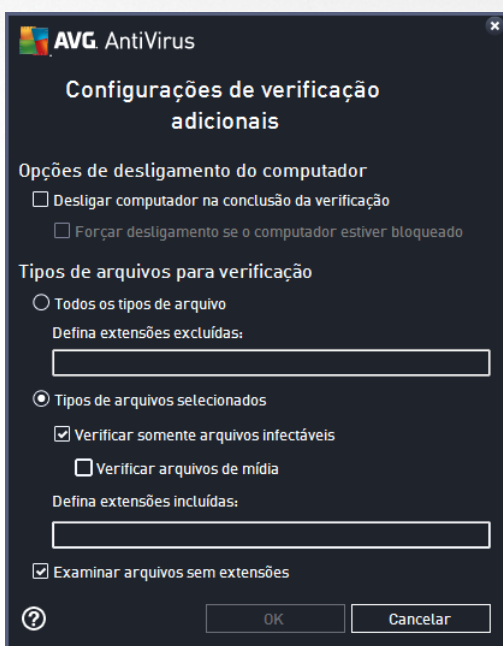 AVG. AntiVirus
Configurações de verificação
adicionais
Opções de desligamento do computador
Desligar computador na conclusão da verificação
Forçar desligamento se o computador estiver bloqueado
Tipos de arquivos para verificação
Todos os tipos de arquivo
Defina extensões excluídas:
Tipos de arquivos selecionados
Verificar somente arquivos infectáveis
Verificar arquivos de mídia
Defina extensões incluídas:
Examinar arquivos sem extensões
?
OK
Cancelar